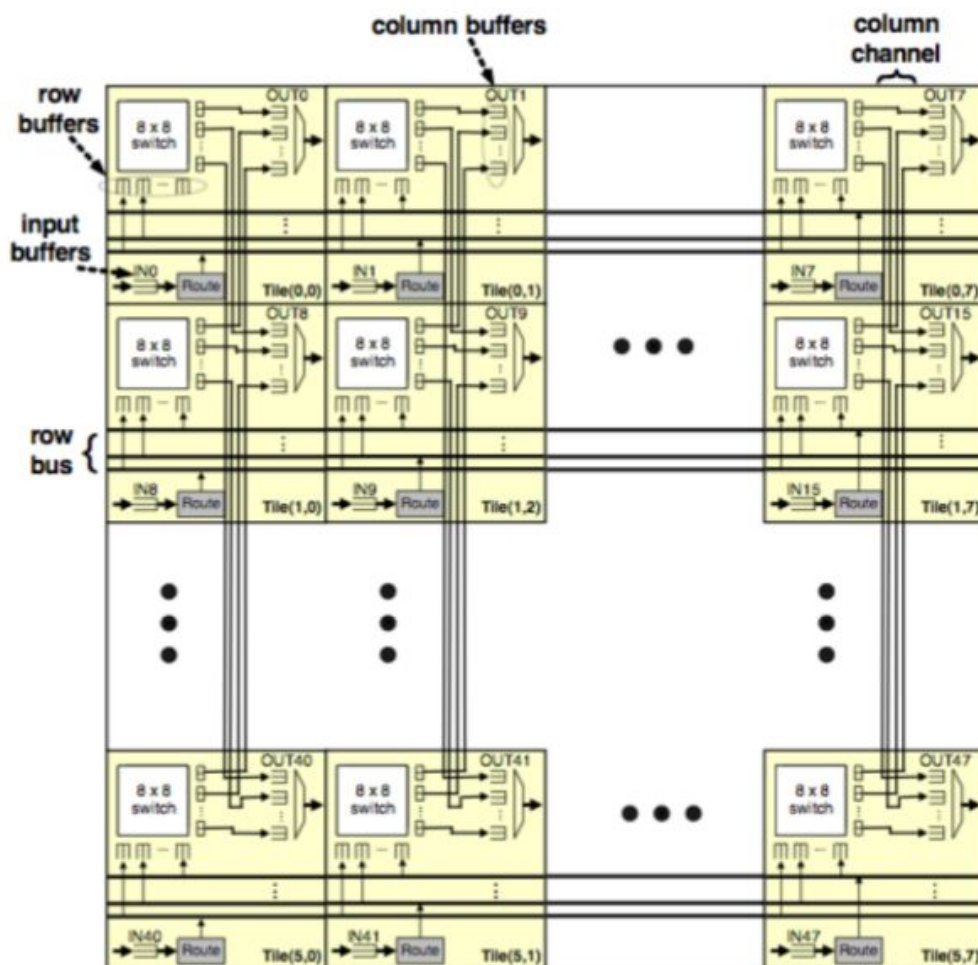 column buffers
column
channel
row
buffers
OUT0
OUT1
OUT7
8 x 8
switch
8 x 8
switch
8 x 8
switch
input
buffers
IN0
Route
Tile(0,0)
IN1
Route
Tile(0,1)
IN7
Route
Tile(0,7)
OUT8
OUT9
OUT15
8 x 8
switch
8 x 8
switch
8 x 8
switch
row
bus
IN8
Route
Tile(1,0)
IN9
Route
Tile(1,2)
IN15
Route
Tile(1,7)
OUT40
OUT41
OUT47
8 x 8
switch
8 x 8
switch
8 x 8
switch
IN40
Route
Tile(5,0)
IN41
Route
Tile(5,1)
IN47
Route
Tile(5,7)